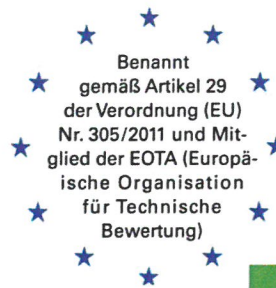 Benannt
gemäß Artikel 29
der Verordnung (EU)
Nr. 305/2011 und Mit-
glied der EOTA (Europä-
ische Organisation
für Technische
Bewertung)